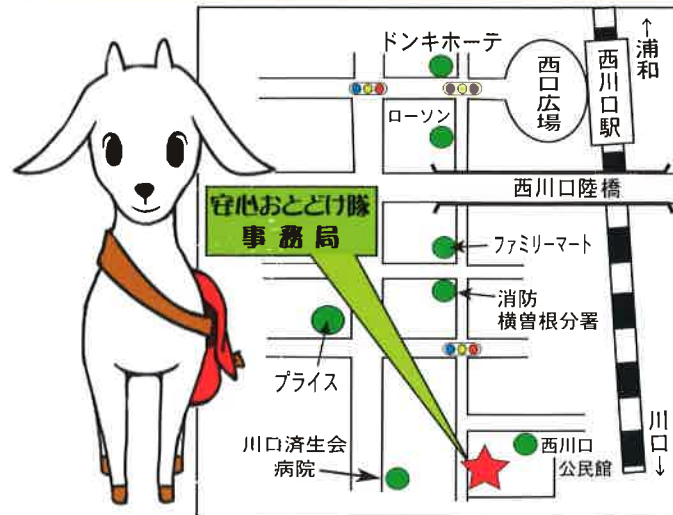 ドンキホーテ
↑浦和
西口広場
西川口駅
ローソン
西川口陸橋
安心おとどけ隊
事務局
ファミリーマート
消防
横曽根分署
プライス
川口済生会
病院
西川口
公民館
川口↓